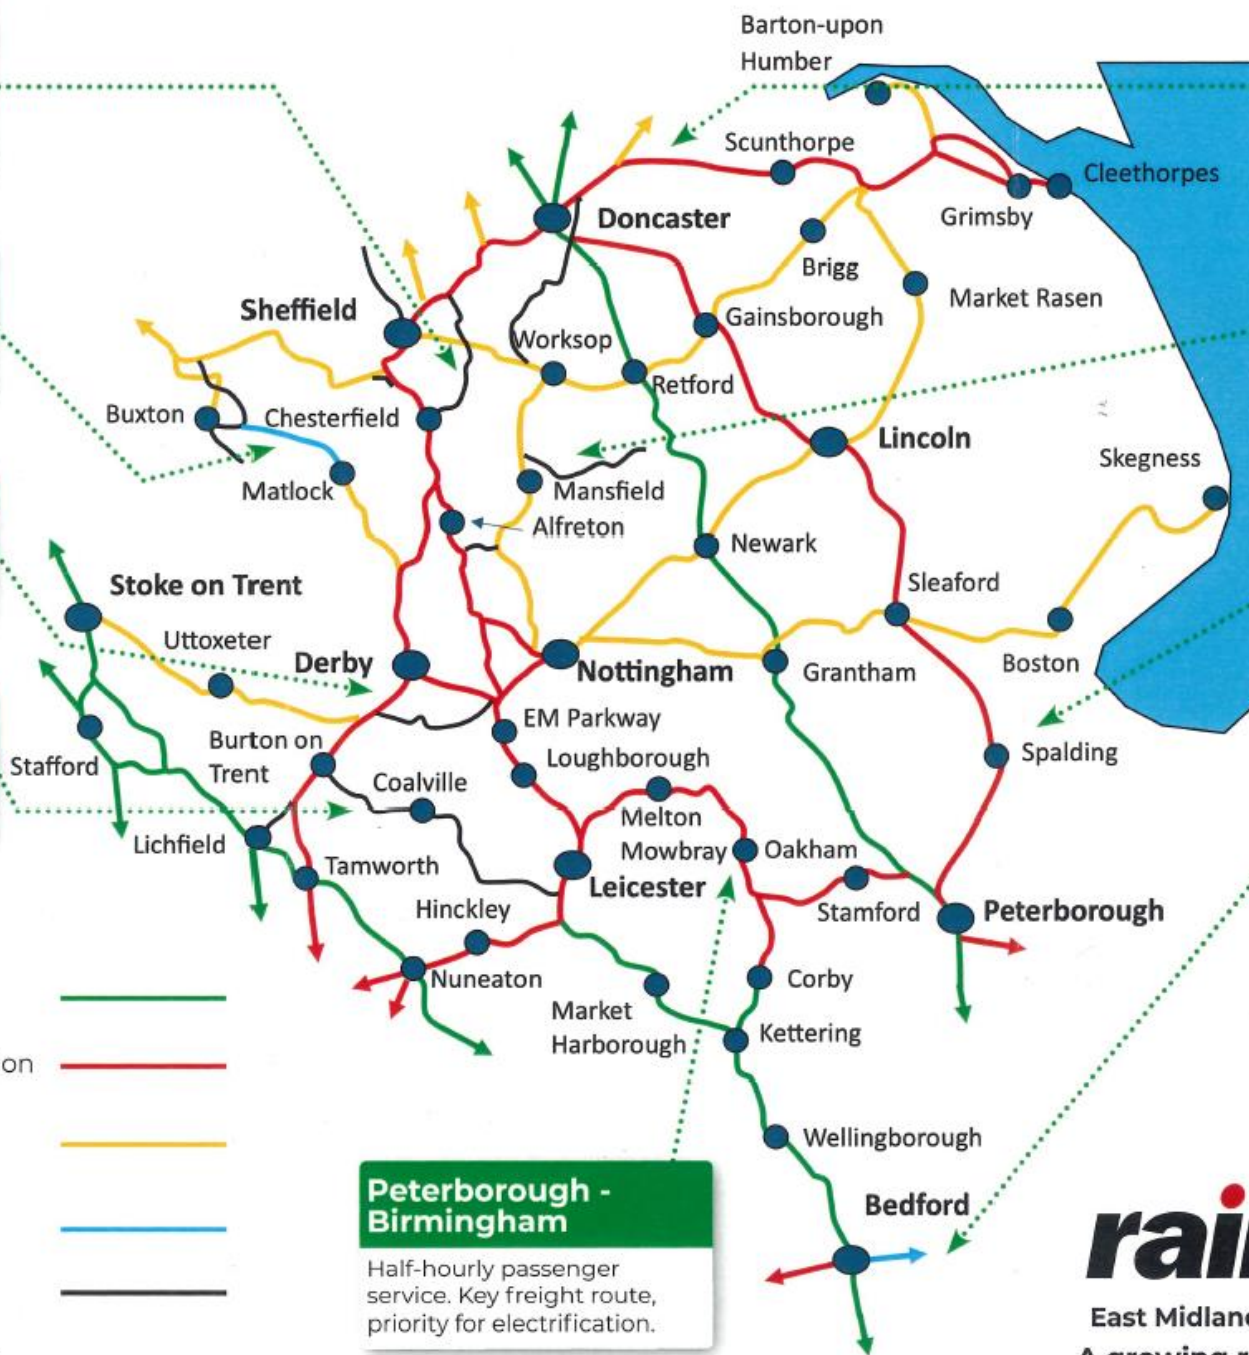 Barton-upon
Humber
Scunthorpe
Cleethorpes
Grimsby
Doncaster
Brigg
Market Rasen
Sheffield
Gainsborough
Worksop
Retford
Buxton
Chesterfield
Lincoln
Skegness
Matlock
Mansfield
Alfreton
Newark
Stoke on Trent
Sleaford
Uttoxeter
Derby
Nottingham
Grantham
Boston
EM Parkway
Burton on
Trent
Stafford
Loughborough
Spalding
Coalville
Melton
Mowbray
Oakham
Lichfield
Tamworth
Leicester
Hinckley
Stamford
Peterborough
Nuneaton
Corby
Market
Harborough
Kettering
on
Wellingborough
Peterborough -
Birmingham
Half-hourly passenger
service. Key freight route,
priority for electrification.
Bedford
rai
East Midlan
A growing r